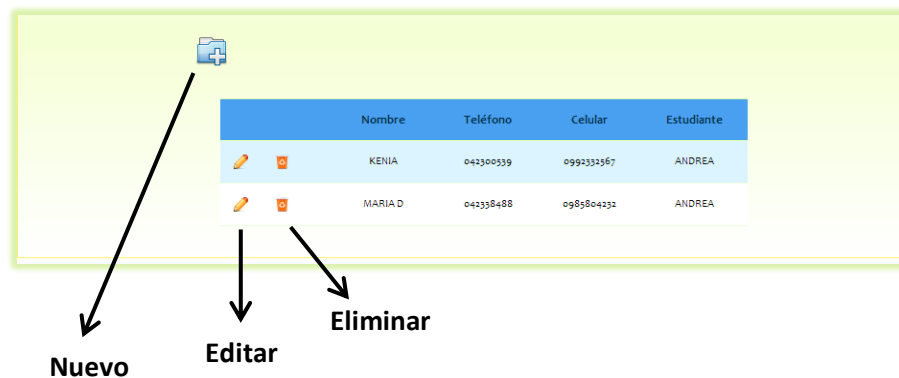 Nombre Teléfono Celular Estudiante
KENIA 042300539 0992332567 ANDREA
MARIA D 042338488 0985804232 ANDREA
Eliminar
Editar
Nuevo